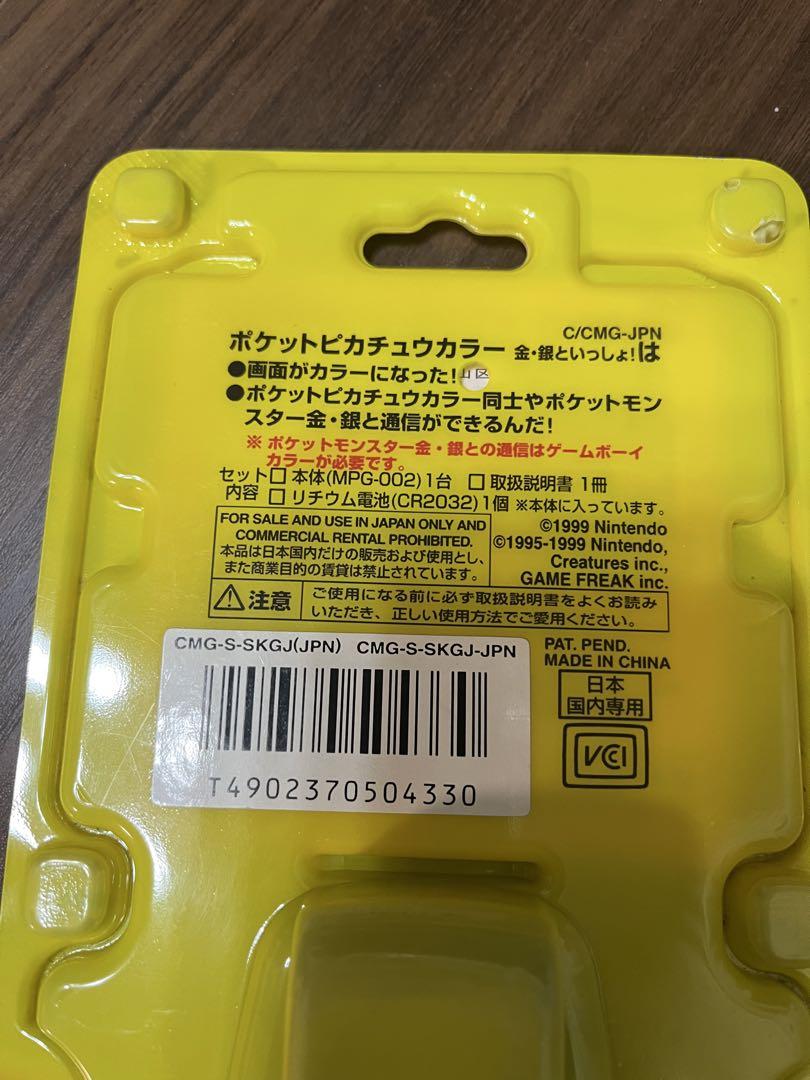 C/CMG-JPN
ポケットピカチュウカラー 金・銀といっしょ!は
●画面がカラーになった!
●ポケットピカチュウカラー同士やポケットモン
スター金・銀と通信ができるんだ!
※ ポケットモンスター金・銀との通信はゲームボーイ
カラーが必要です。
セット内容 □ 本体(MPG-002)1台 □ 取扱説明書 1冊
□ リチウム電池(CR2032)1個 ※本体に入っています。
FOR SALE AND USE IN JAPAN ONLY AND
COMMERCIAL RENTAL PROHIBITED.
本品は日本国内だけの販売および使用とし、
また商業目的の賃貸は禁止されています。
©1999 Nintendo
©1995-1999 Nintendo,
Creatures inc.,
GAME FREAK inc.
注意
ご使用になる前に必ず取扱説明書をよくお読み
いただき、正しい使用方法でご愛用ください。
CMG-S-SKGJ(JPN) CMG-S-SKGJ-JPN
T4902370504330
PAT. PEND.
MADE IN CHINA
日本
国内専用
VCI